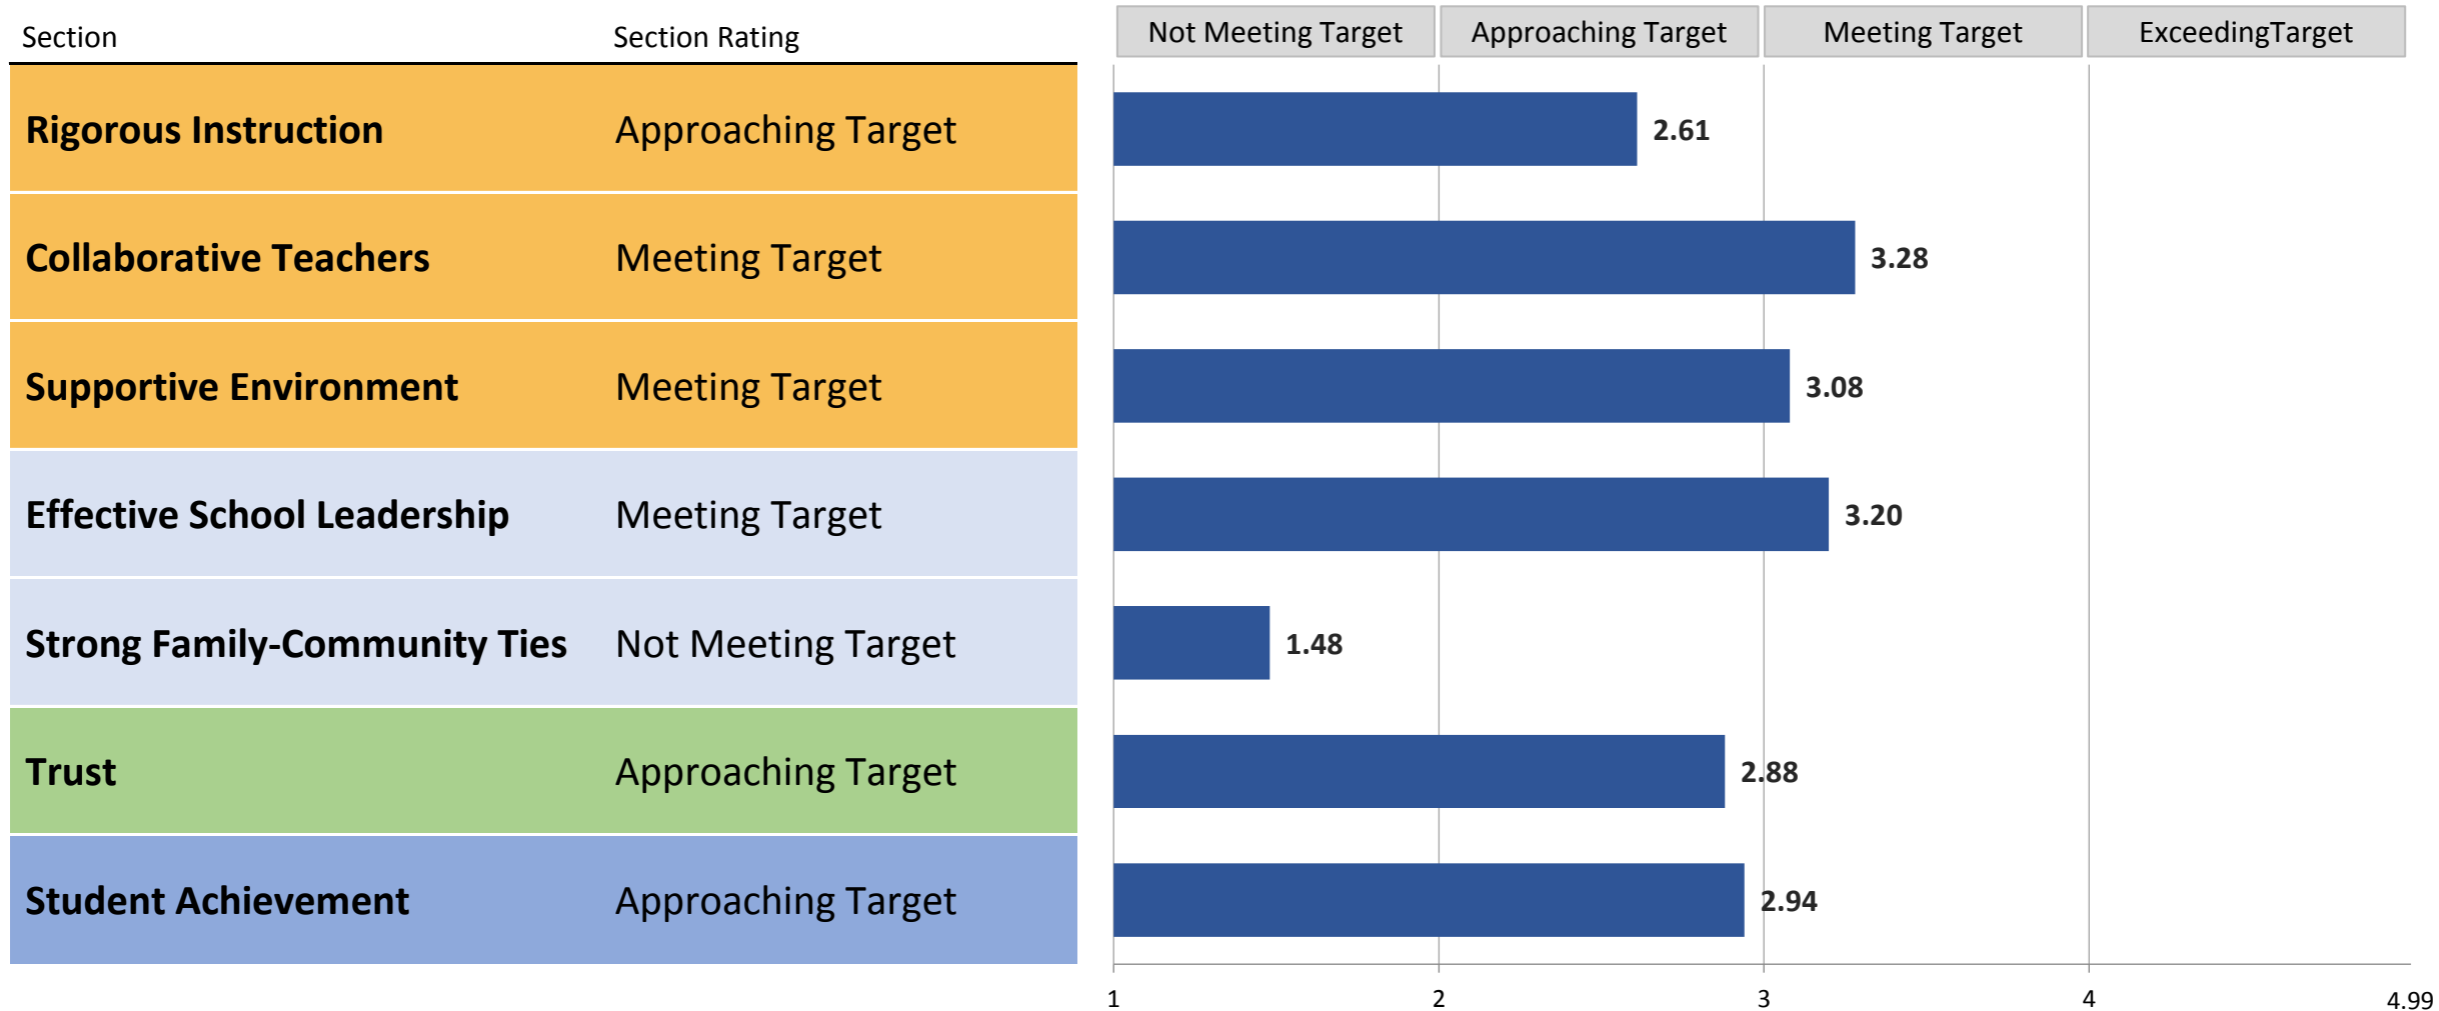 Section Section Rating Not Meeting Target Approaching Target Meeting Target ExceedingTarget
Rigorous Instruction Approaching Target 2.61
Collaborative Teachers Meeting Target 3.28
Supportive Environment Meeting Target 3.08
Effective School Leadership Meeting Target 3.20
Strong Family-Community Ties Not Meeting Target 1.48
Trust Approaching Target 2.88
Student Achievement Approaching Target 2.94
1 2 3 4 4.99